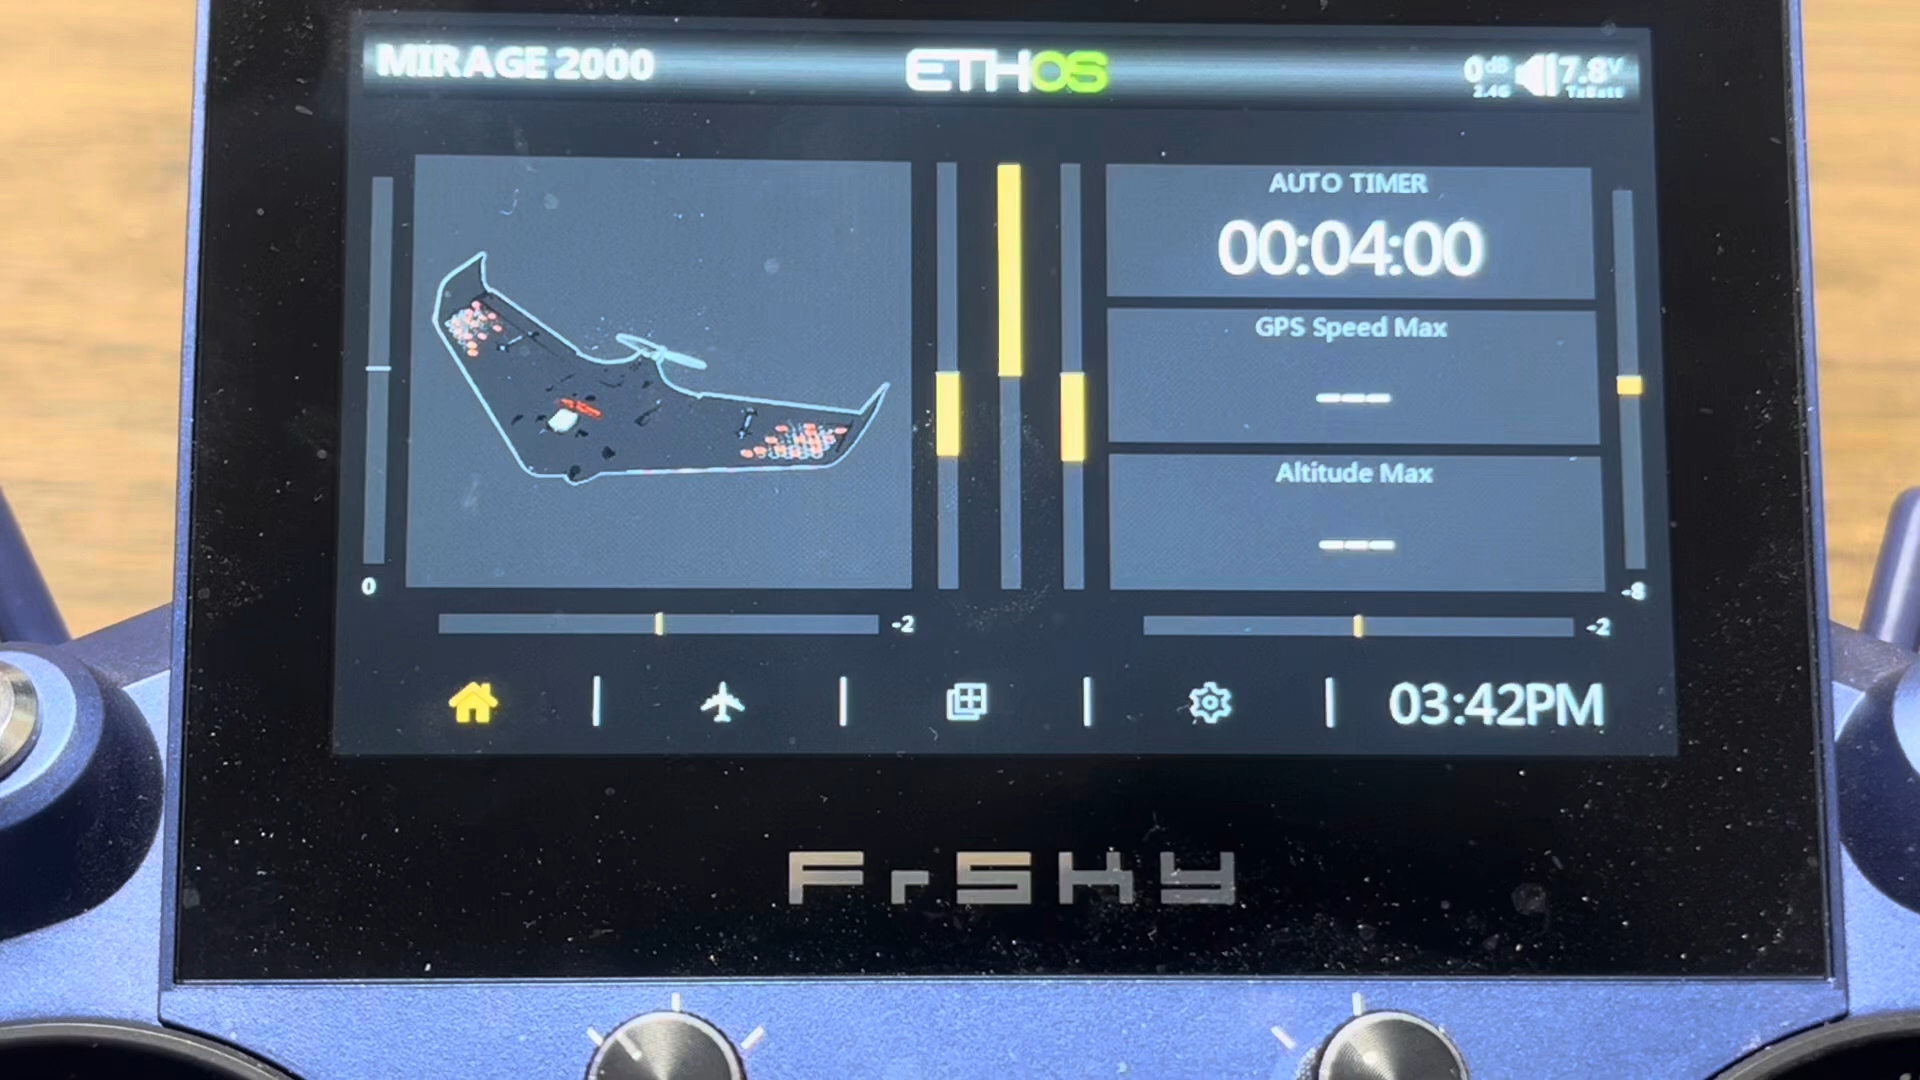 MIRAGE 2000
ETHOS
0dB
2.4G
7.8V
TxBatt
AUTO TIMER
00:04:00
GPS Speed Max
---
Altitude Max
---
0
-8
-2
-2
03:42PM
FrSKY